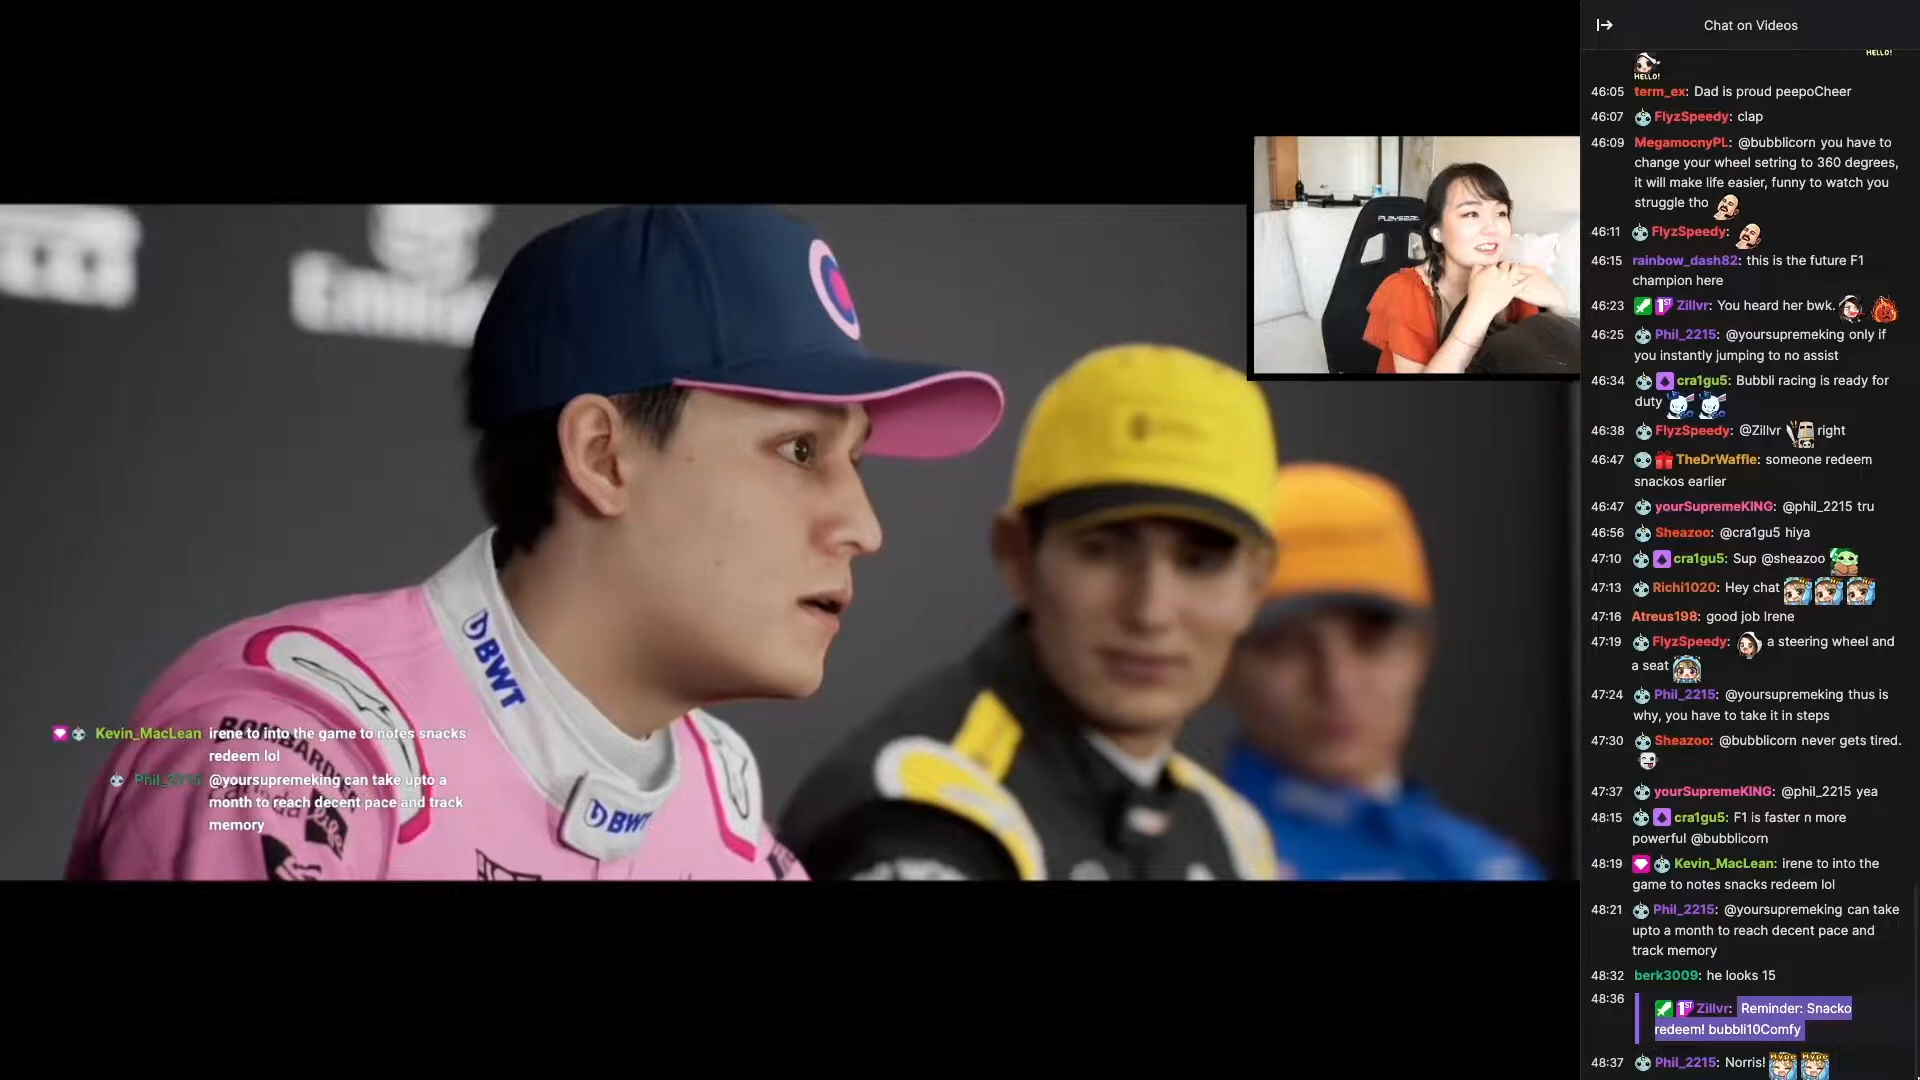 Chat on Videos
HELLO!
HELLO!
46:05 term_ex: Dad is proud peepoCheer
46:07 FlyzSpeedy: clap
46:09 MegamocnyPL: @bubblicorn you have to
change your wheel setring to 360 degrees,
it will make life easier, funny to watch you
struggle tho
46:11 FlyzSpeedy:
46:15 rainbow_dash82: this is the future F1
champion here
46:23 1ST Zillvr: You heard her bwk.
46:25 Phil_2215: @yoursupremeking only if
you instantly jumping to no assist
46:34 cra1gu5: Bubbli racing is ready for
duty
46:38 FlyzSpeedy: @Zillvr right
46:47 TheDrWaffle: someone redeem
snackos earlier
46:47 yourSupremeKING: @phil_2215 tru
46:56 Sheazoo: @cra1gu5 hiya
47:10 cra1gu5: Sup @sheazoo
47:13 Richi1020: Hey chat
47:16 Atreus198: good job Irene
47:19 FlyzSpeedy: a steering wheel and
a seat
47:24 Phil_2215: @yoursupremeking thus is
why, you have to take it in steps
47:30 Sheazoo: @bubblicorn never gets tired.
47:37 yourSupremeKING: @phil_2215 yea
48:15 cra1gu5: F1 is faster n more
powerful @bubblicorn
48:19 Kevin_MacLean: irene to into the
game to notes snacks redeem lol
48:21 Phil_2215: @yoursupremeking can take
upto a month to reach decent pace and
track memory
48:32 berk3009: he looks 15
48:36 1ST Zillvr: Reminder: Snacko
redeem! bubbli10Comfy
48:37 Phil_2215: Norris!
PLAYSEAT
Emirates
BWT
BWT
BOMBARDIER
Kevin_MacLean irene to into the game to notes snacks
redeem lol
Phil_2215 @yoursupremeking can take upto a
month to reach decent pace and track
memory